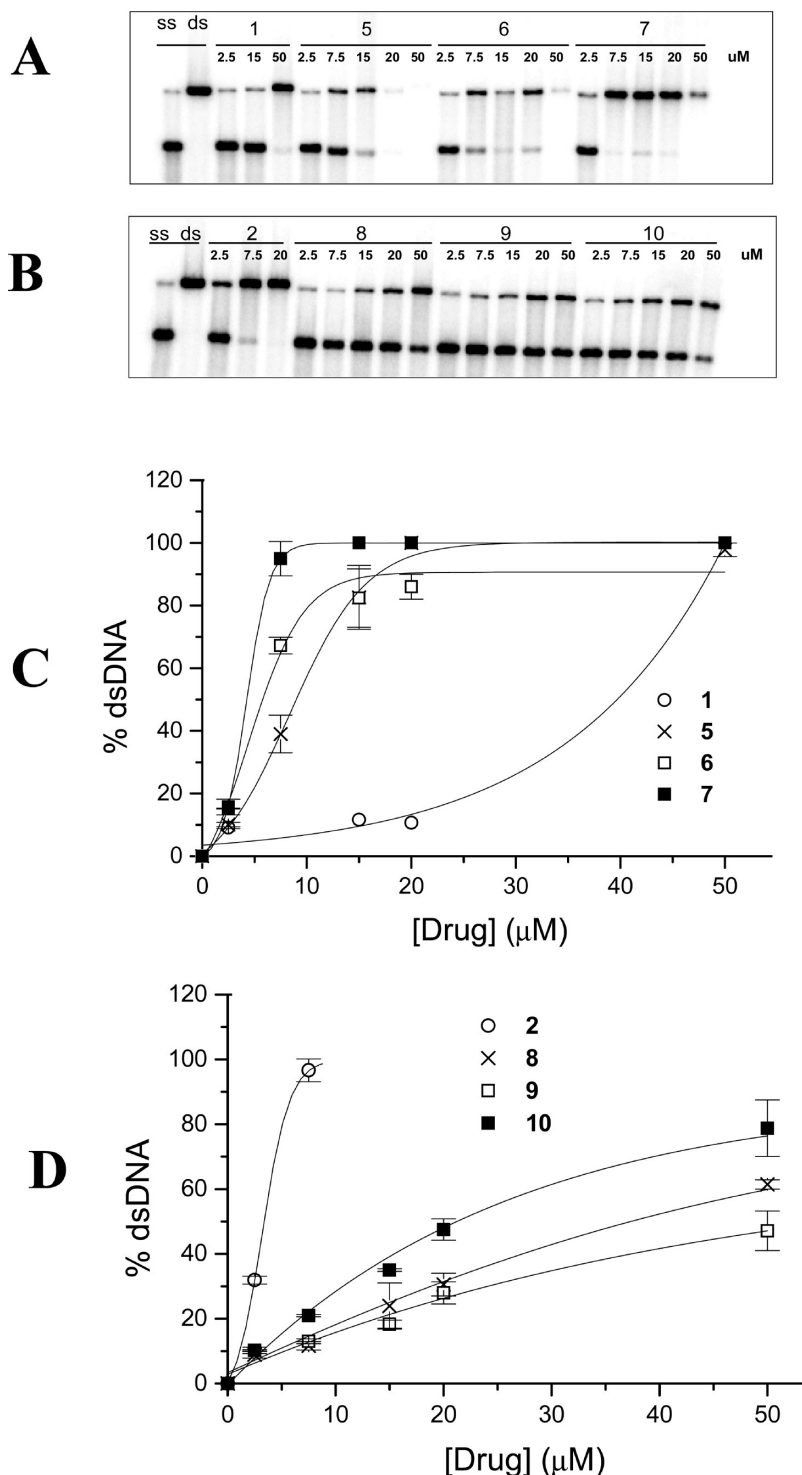 A
ss ds 1 5 6 7
2.5 15 50 2.5 7.5 15 20 50 2.5 7.5 15 20 50 2.5 7.5 15 20 50 uM
B
ss ds 2 8 9 10
2.5 7.5 20 2.5 7.5 15 20 50 2.5 7.5 15 20 50 2.5 7.5 15 20 50 uM
C
120
100
80
60
40
20
0
% dsDNA
1
5
6
7
0 10 20 30 40 50
[Drug] (μM)
D
120
100
80
60
40
20
0
% dsDNA
2
8
9
10
0 10 20 30 40 50
[Drug] (μM)